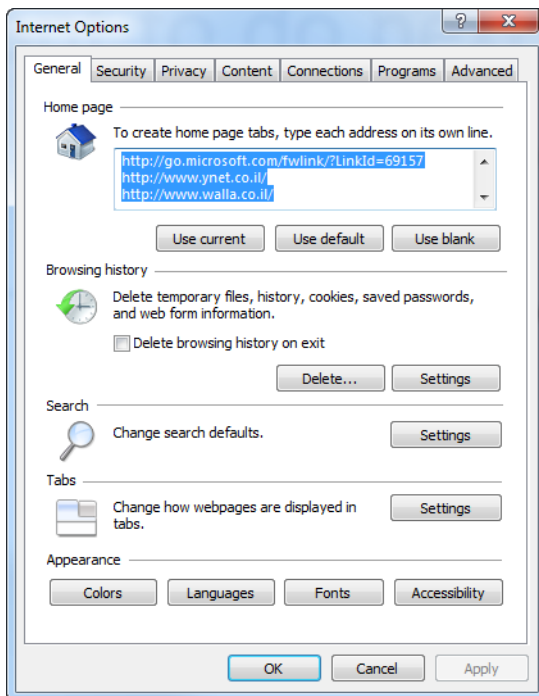 Internet Options
General Security Privacy Content Connections Programs Advanced
Home page
To create home page tabs, type each address on its own line.
http://go.microsoft.com/fwlink/?LinkId=69157
http://www.ynet.co.il/
http://www.walla.co.il/
Use current Use default Use blank
Browsing history
Delete temporary files, history, cookies, saved passwords,
and web form information.
Delete browsing history on exit
Delete... Settings
Search
Change search defaults. Settings
Tabs
Change how webpages are displayed in
tabs.
Settings
Appearance
Colors Languages Fonts Accessibility
OK Cancel Apply